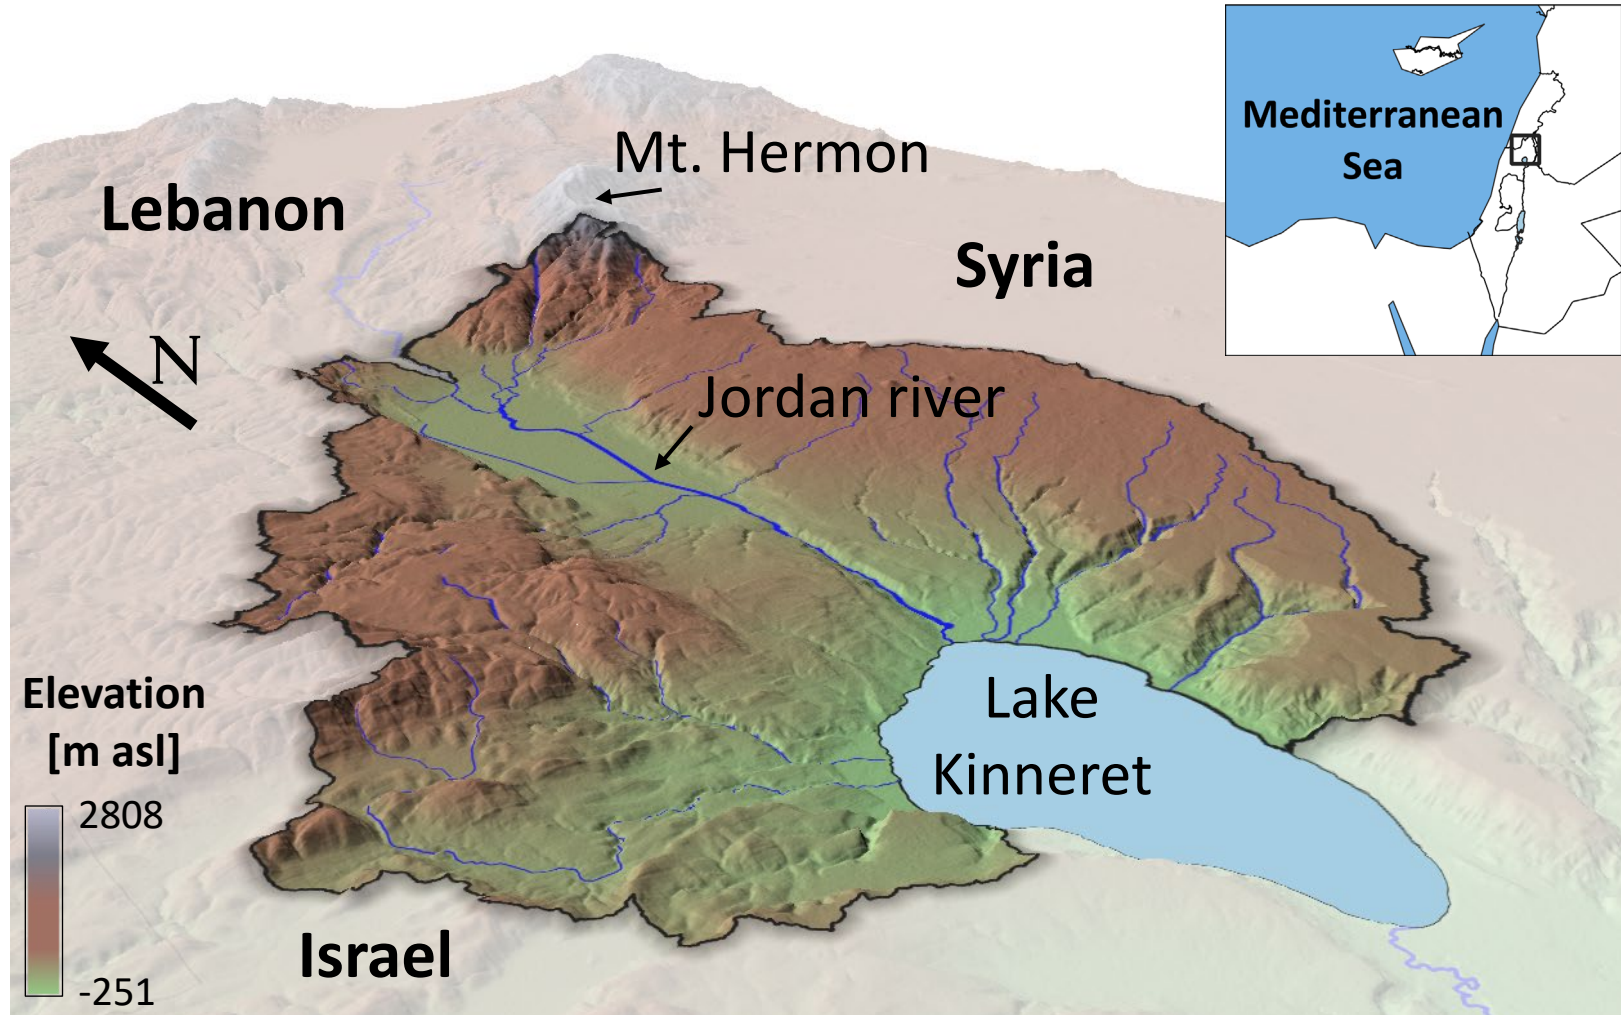 Mediterranean
Sea
Mt. Hermon
Lebanon
Syria
N
Jordan river
Lake
Kinneret
Elevation
[m asl]
2808
-251
Israel